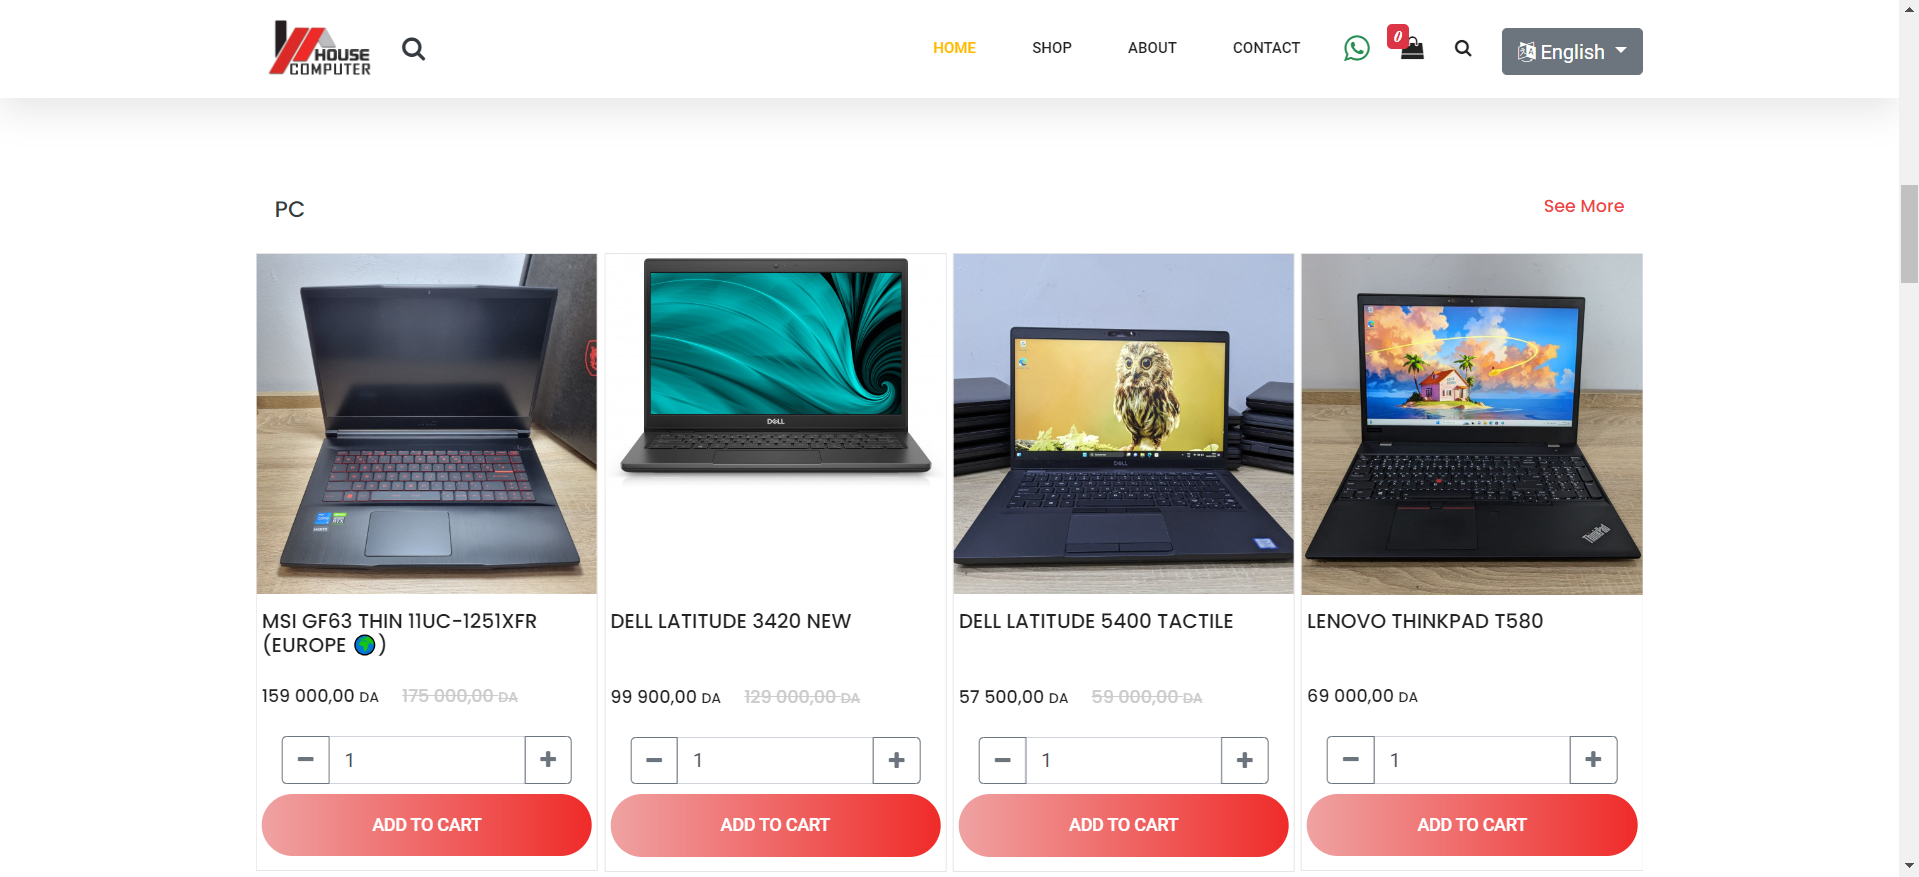 HOUSE
COMPUTER
HOME
SHOP
ABOUT
CONTACT
0
English
PC
See More
DELL
DELL
ThinkPad
MSI GF63 THIN 11UC-1251XFR
(EUROPE 🌍)
159 000,00 DA 175 000,00 DA
1
ADD TO CART
DELL LATITUDE 3420 NEW
99 900,00 DA 129 000,00 DA
1
ADD TO CART
DELL LATITUDE 5400 TACTILE
57 500,00 DA 59 000,00 DA
1
ADD TO CART
LENOVO THINKPAD T580
69 000,00 DA
1
ADD TO CART